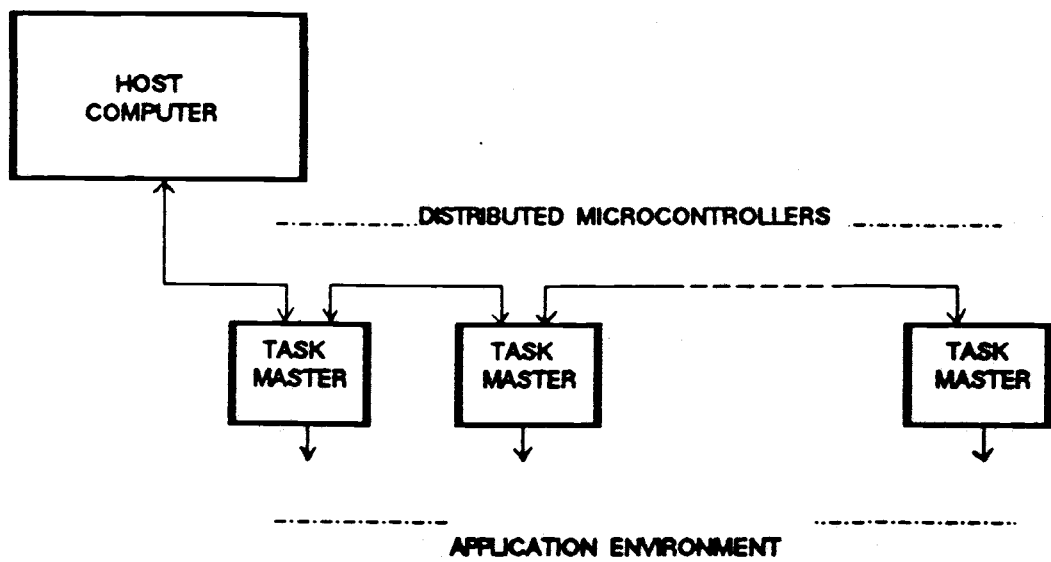 HOST
COMPUTER
DISTRIBUTED MICROCONTROLLERS
TASK
MASTER
TASK
MASTER
TASK
MASTER
APPLICATION ENVIRONMENT